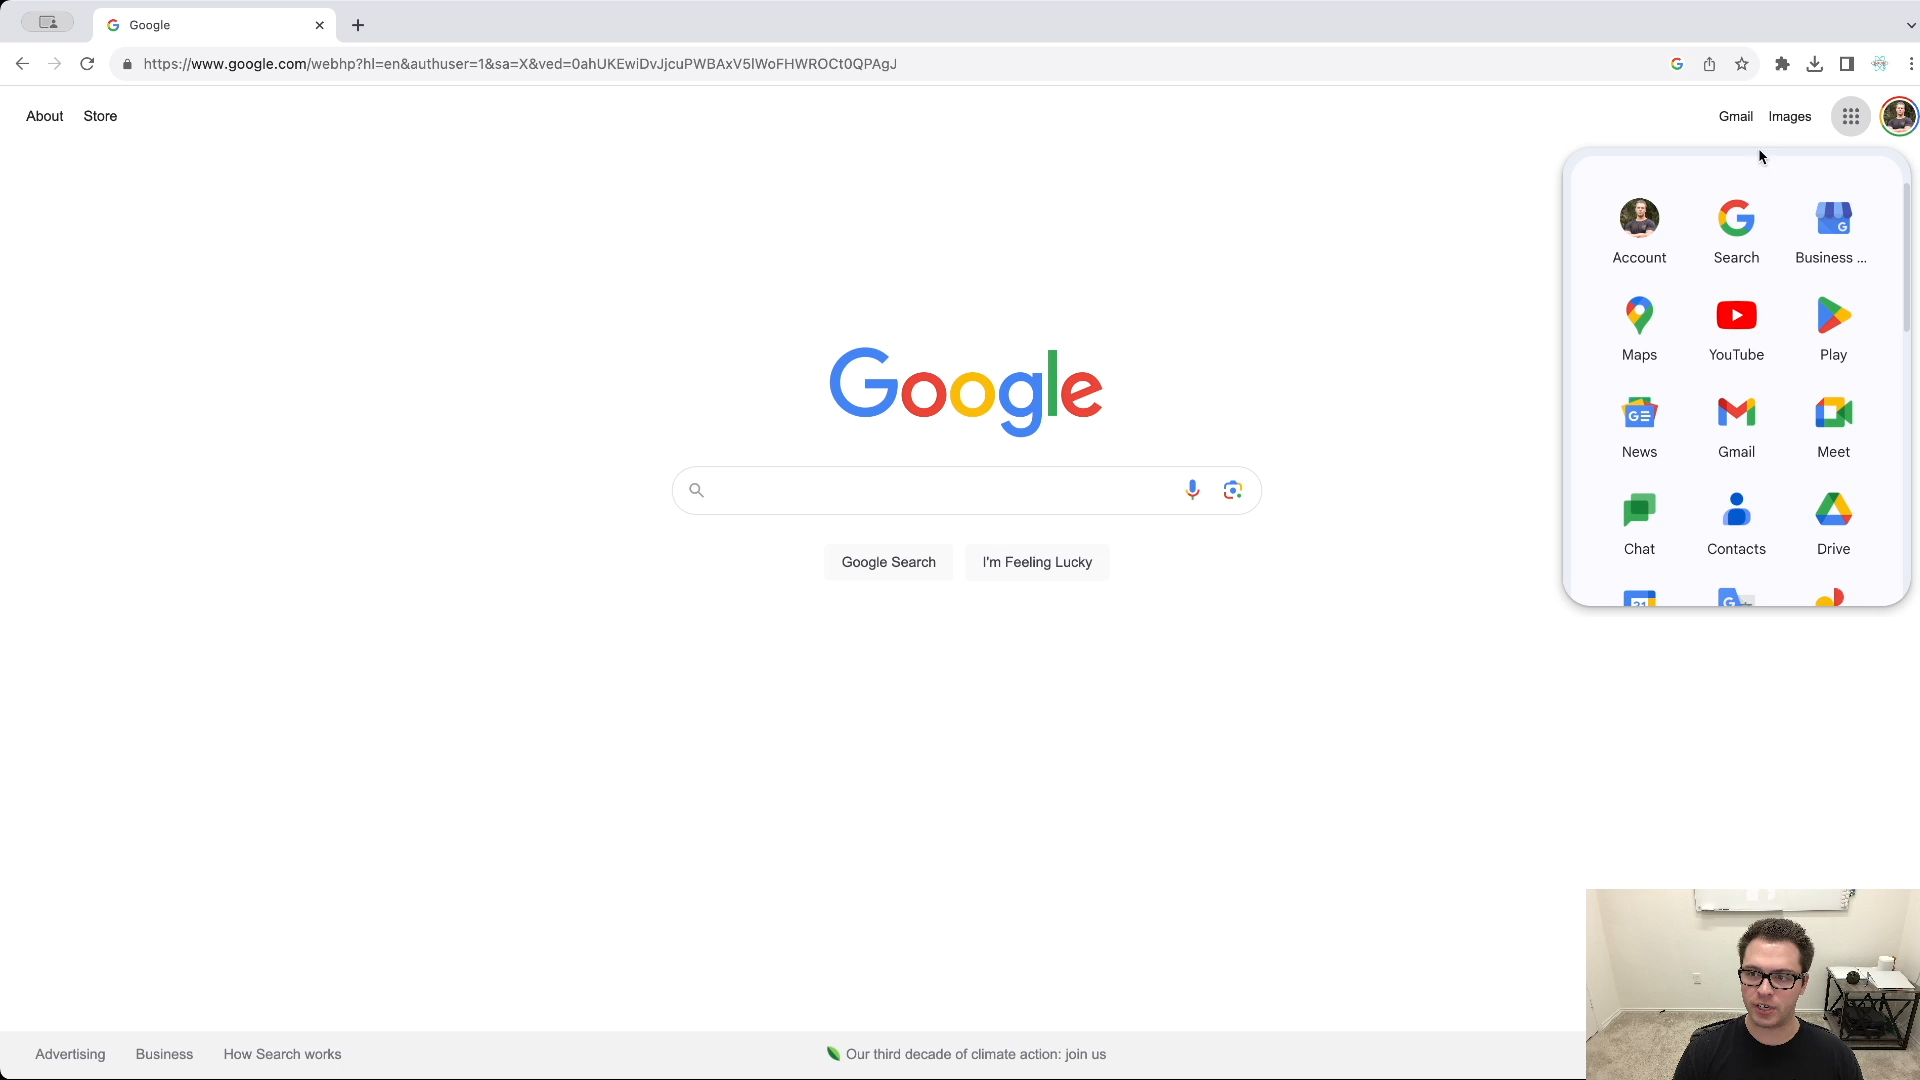 Google
https://www.google.com/webhp?hl=en&authuser=1&sa=X&ved=0ahUKEwiDvJjcuPWBAxV5lWoFHWROCt0QPAgJ
About Store
Gmail Images
Account Search Business ...
Maps YouTube Play
News Gmail Meet
Chat Contacts Drive
Google
Google Search I'm Feeling Lucky
Advertising Business How Search works
Our third decade of climate action: join us